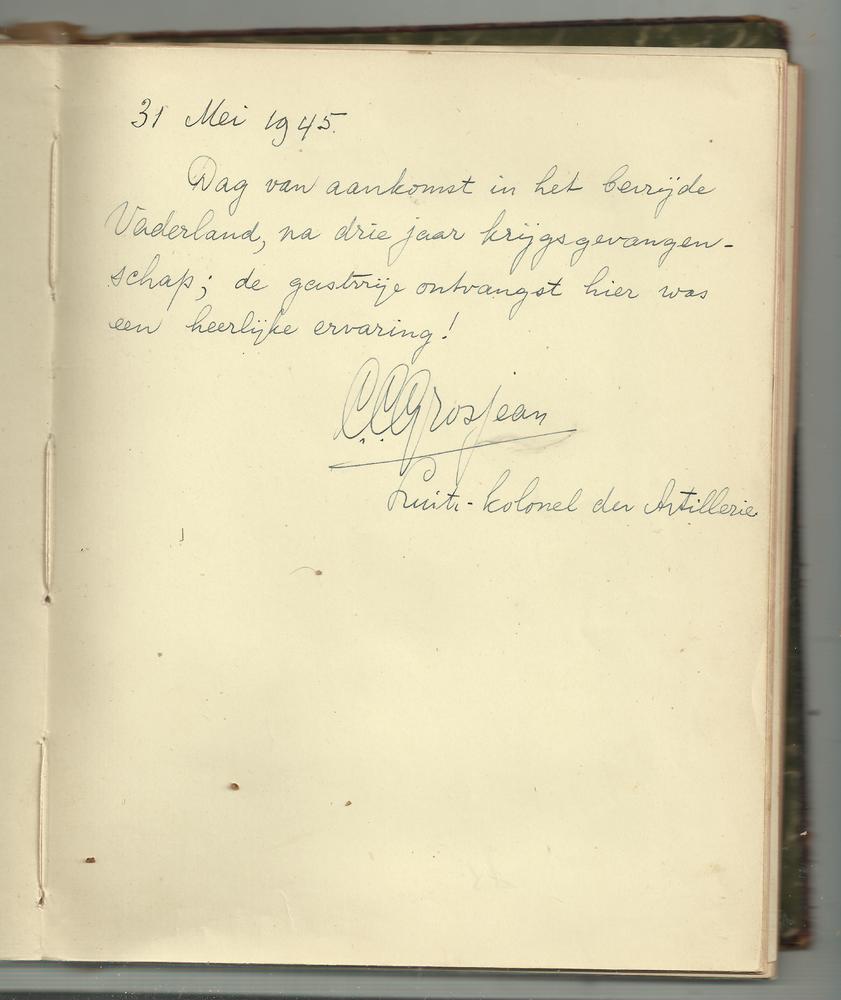 31 Mei 1945.
Dag van aankomst in het bevrijde
Vaderland, na drie jaar krijgsgevangen-
schap; de gastvrije ontvangst hier was
een heerlijke ervaring!
C.C. Grosjean
Luitn-kolonel der Artillerie